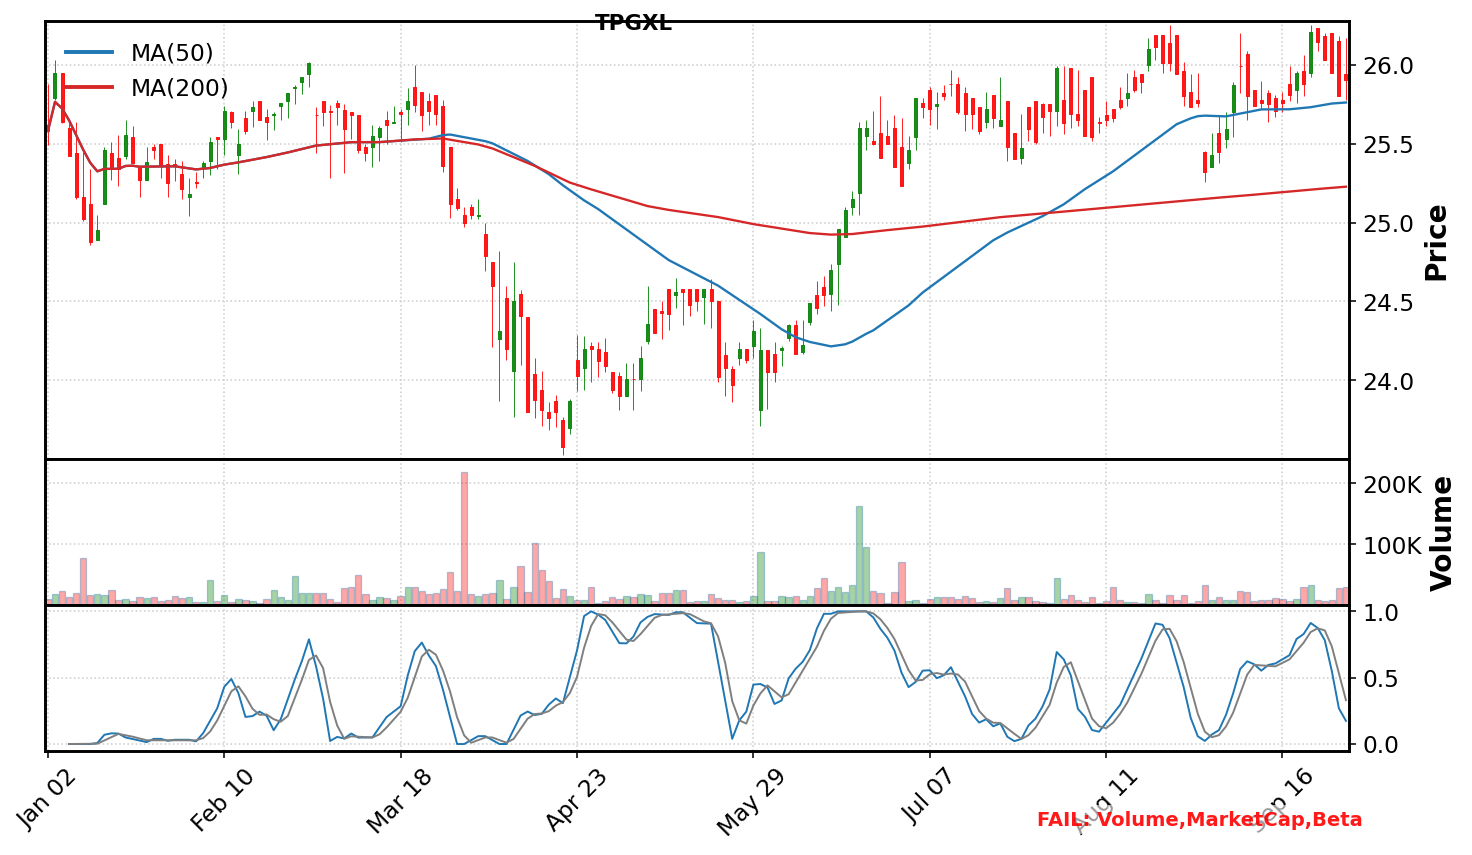 TPGXL
MA(50)
MA(200)
26.0
25.5
25.0
24.5
24.0
Price
200K
100K
Volume
1.0
0.5
0.0
Jan 02
Feb 10
Mar 18
Apr 23
May 29
Jul 07
Aug 11
Sep 16
FAIL: Volume,MarketCap,Beta